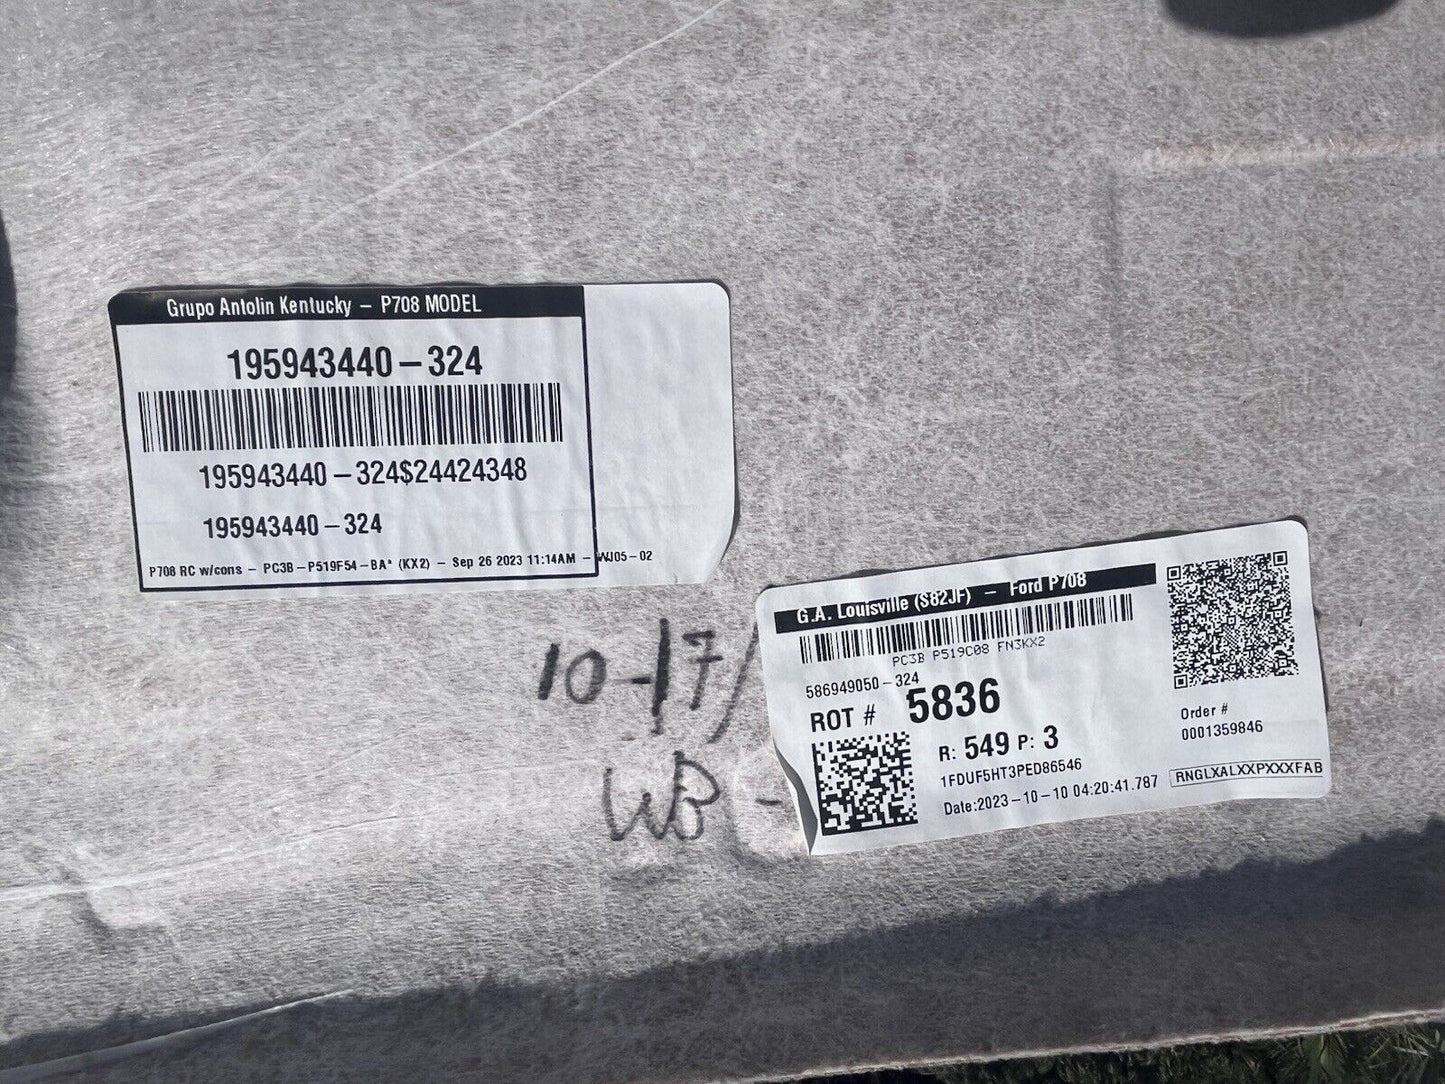 Grupo Antolin Kentucky – P708 MODEL
195943440–324
195943440–324$24424348
195943440–324
P708 RC w/cons – PC3B–P519F54–BA* (KX2) – Sep 26 2023 11:14AM – WJ05–02
10-17/
WB -
G.A. Louisville (S82JF) – Ford P708
PC3B P519C08 FN3KX2
586949050-324
ROT # 5836
R: 549 P: 3
1FDUF5HT3PED86546
Date:2023-10-10 04:20:41.787
Order #
0001359846
RNGLXALXXPXXXFAB